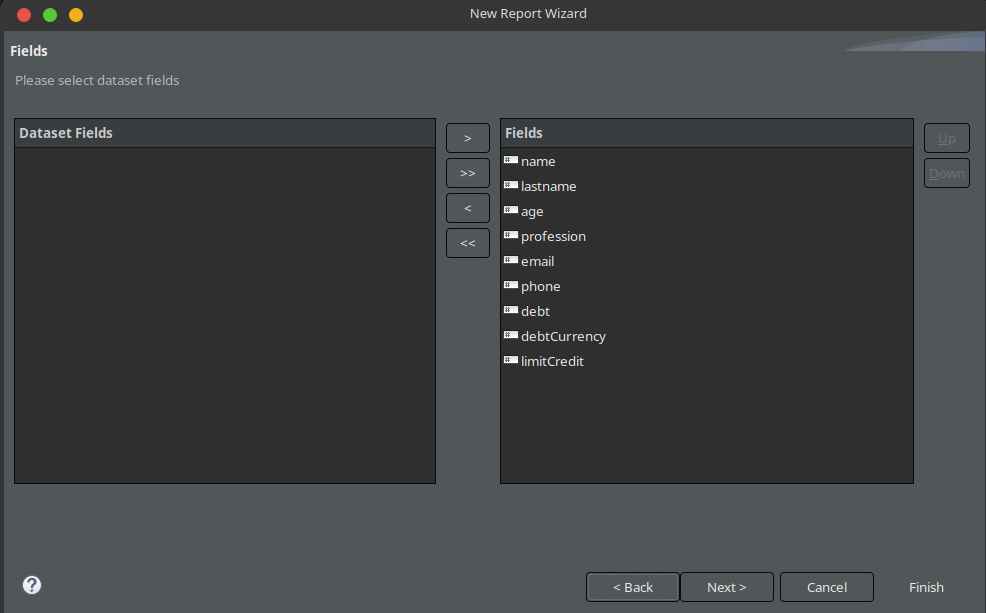 New Report Wizard
Fields
Please select dataset fields
Dataset Fields
>
>>
<
<<
Fields
name
lastname
age
profession
email
phone
debt
debtCurrency
limitCredit
Up
Down
?
< Back
Next >
Cancel
Finish